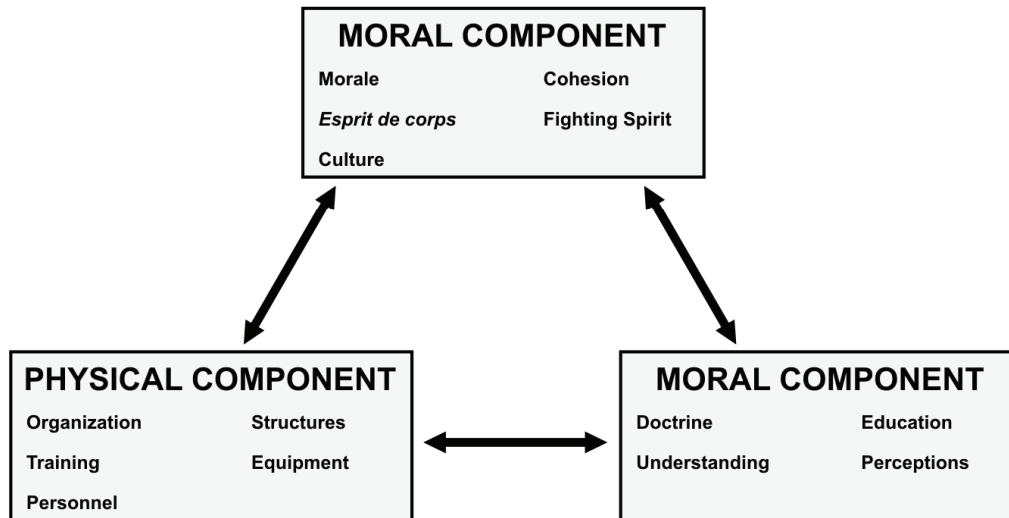 MORAL COMPONENT
Morale Cohesion
Esprit de corps Fighting Spirit
Culture
PHYSICAL COMPONENT
Organization Structures
Training Equipment
Personnel
MORAL COMPONENT
Doctrine Education
Understanding Perceptions